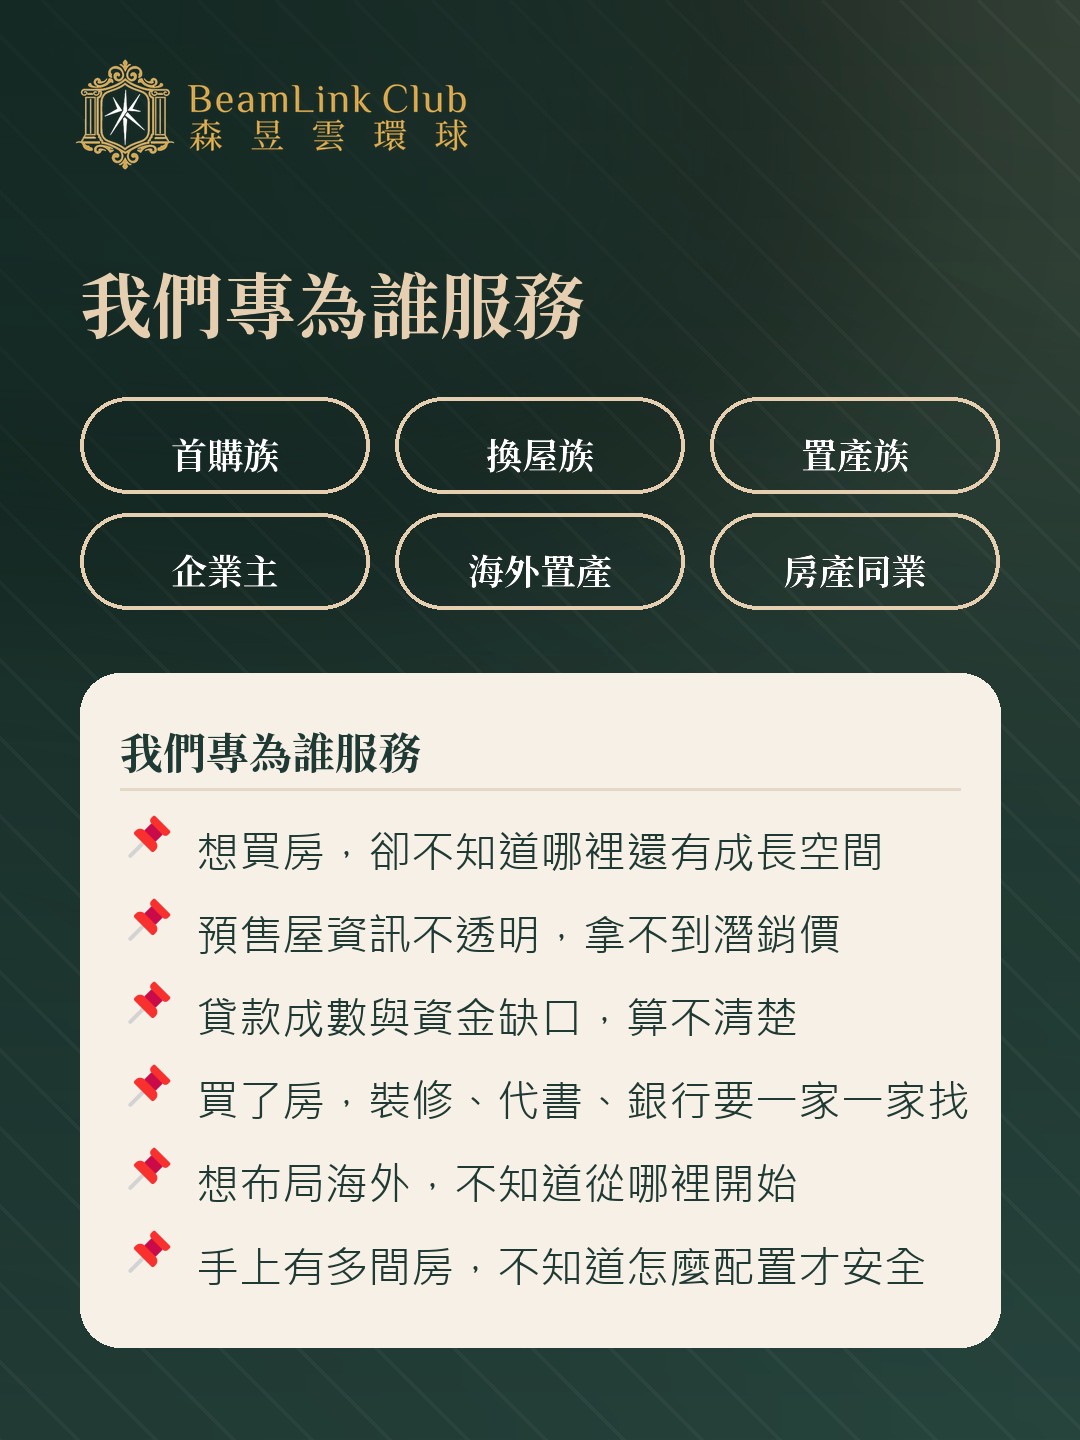 BeamLink Club
森昱雲環球
我們專為誰服務
首購族
換屋族
置產族
企業主
海外置產
房產同業
我們專為誰服務
想買房，卻不知道哪裡還有成長空間
預售屋資訊不透明，拿不到潛銷價
貸款成數與資金缺口，算不清楚
買了房，裝修、代書、銀行要一家一家找
想布局海外，不知道從哪裡開始
手上有多間房，不知道怎麼配置才安全